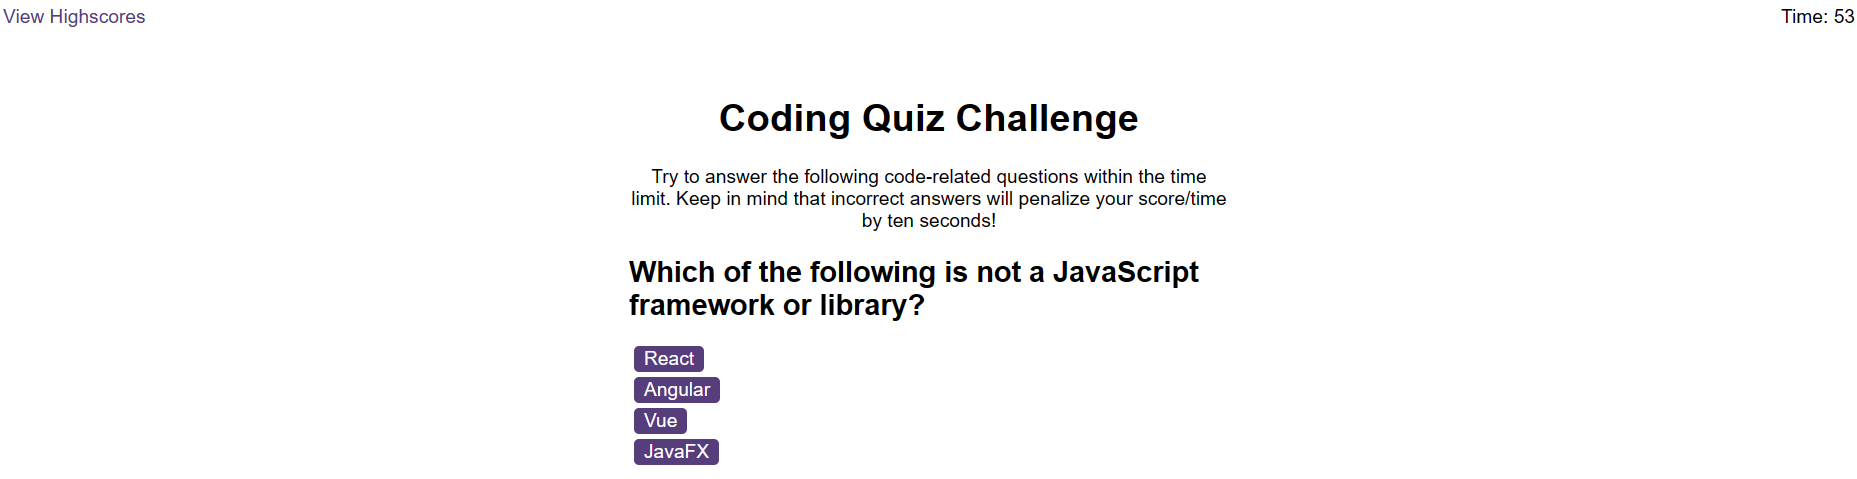 View Highscores
Time: 53
Coding Quiz Challenge
Try to answer the following code-related questions within the time
limit. Keep in mind that incorrect answers will penalize your score/time
by ten seconds!
Which of the following is not a JavaScript
framework or library?
React
Angular
Vue
JavaFX